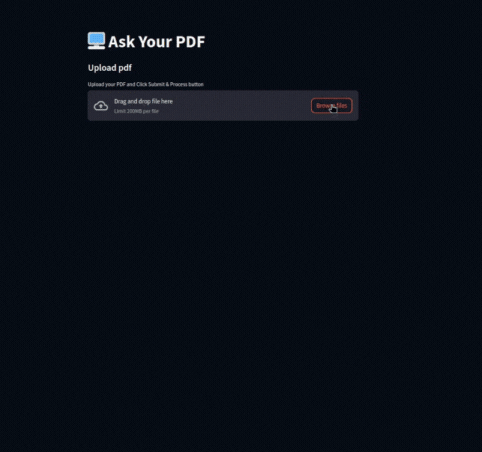 Ask Your PDF
Upload pdf
Upload your PDF and Click Submit & Process button
Drag and drop file here
Limit 200MB per file
Browse files